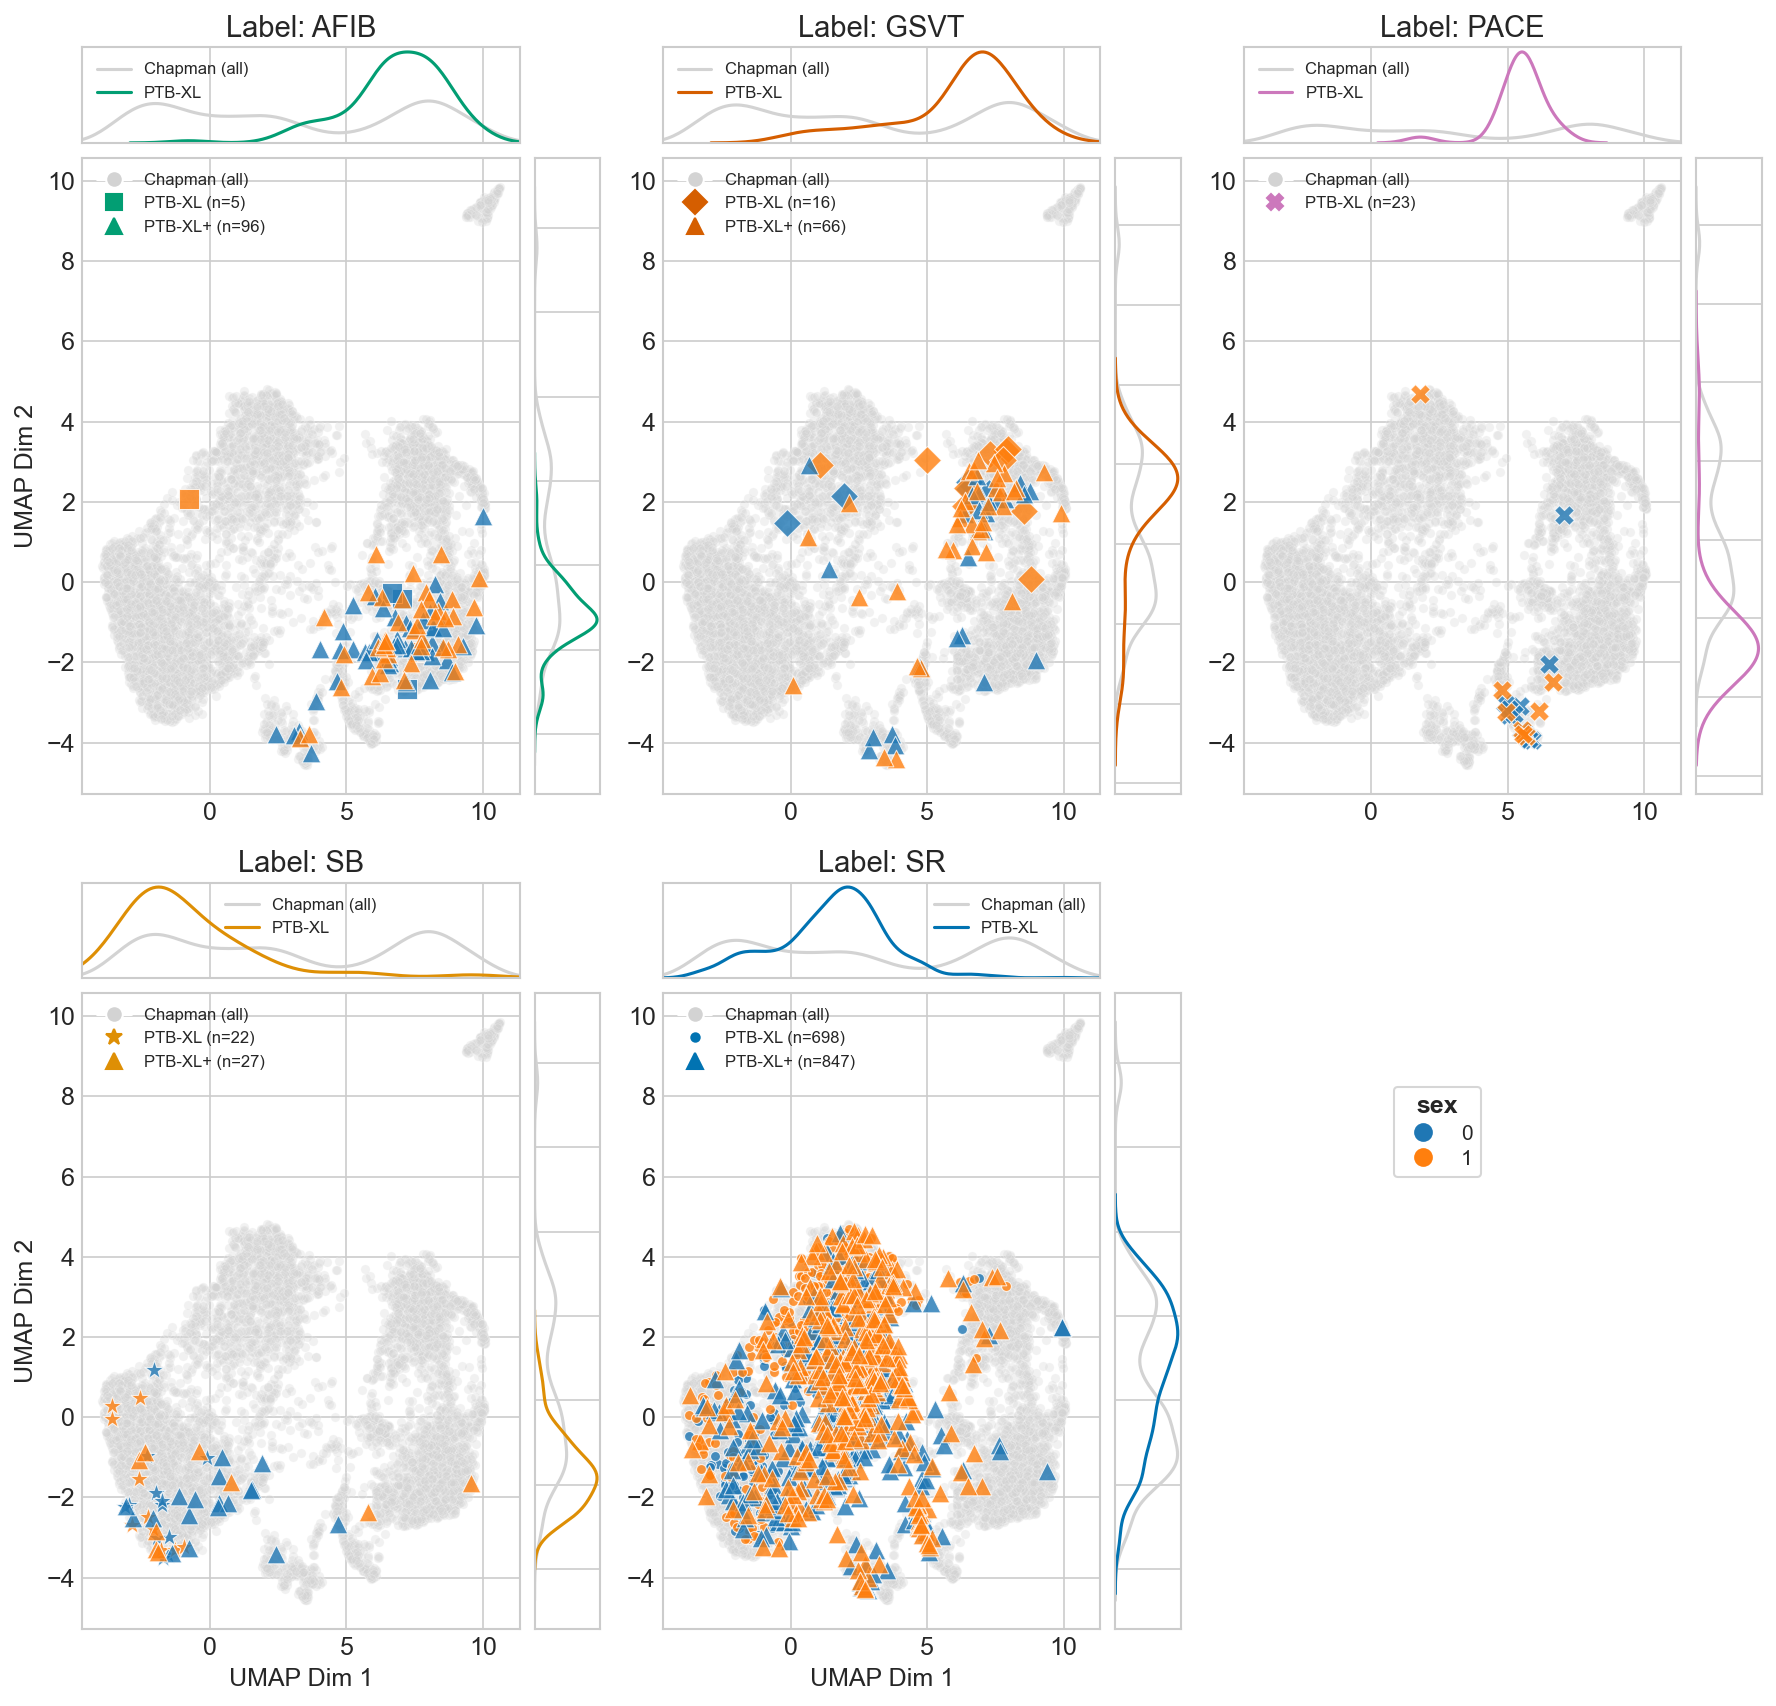 Label: AFIB
Chapman (all)
PTB-XL
Chapman (all)
PTB-XL (n=5)
PTB-XL+ (n=96)
10
8
6
4
2
0
−2
−4
UMAP Dim 2
0 5 10
Label: GSVT
Chapman (all)
PTB-XL
Chapman (all)
PTB-XL (n=16)
PTB-XL+ (n=66)
10
8
6
4
2
0
−2
−4
0 5 10
Label: PACE
Chapman (all)
PTB-XL
Chapman (all)
PTB-XL (n=23)
10
8
6
4
2
0
−2
−4
0 5 10
Label: SB
Chapman (all)
PTB-XL
Chapman (all)
PTB-XL (n=22)
PTB-XL+ (n=27)
10
8
6
4
2
0
−2
−4
UMAP Dim 2
0 5 10
UMAP Dim 1
Label: SR
Chapman (all)
PTB-XL
Chapman (all)
PTB-XL (n=698)
PTB-XL+ (n=847)
10
8
6
4
2
0
−2
−4
0 5 10
UMAP Dim 1
sex
0
1